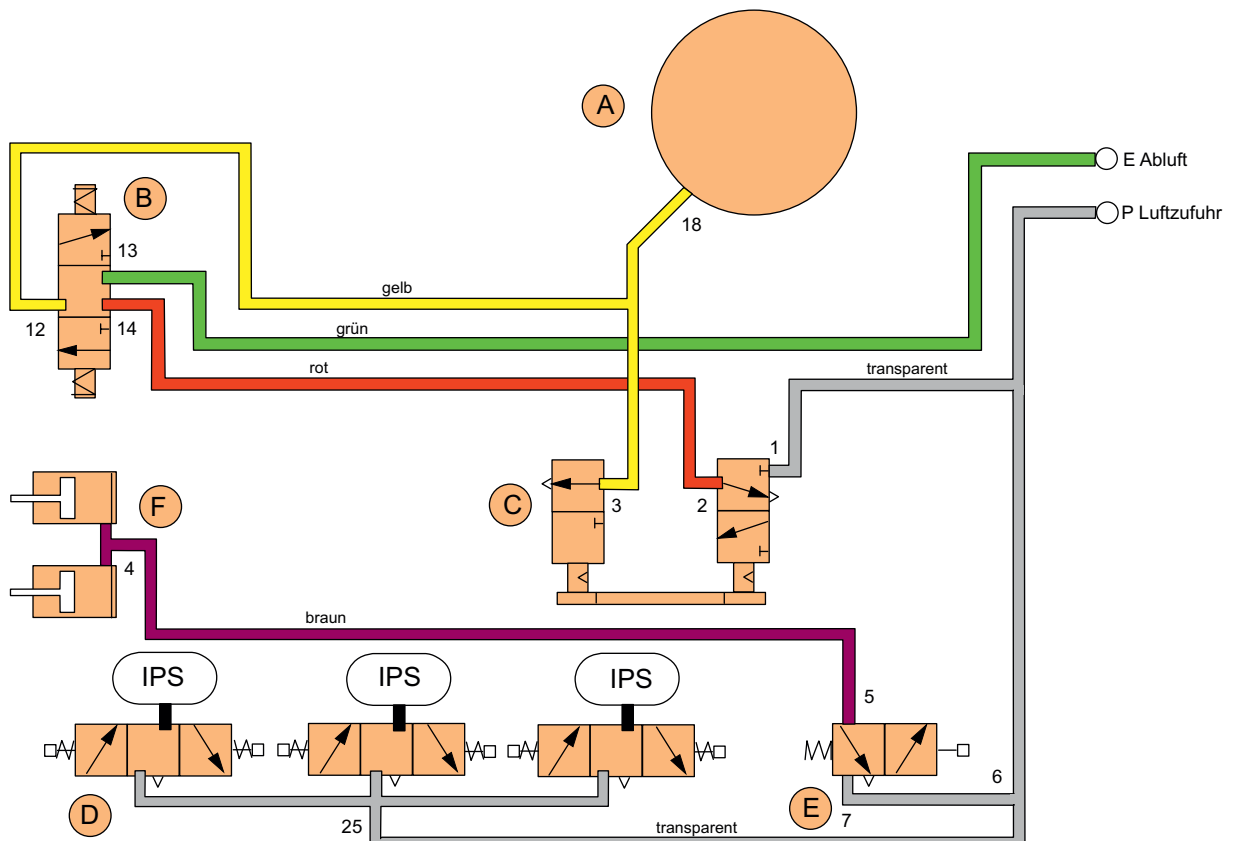 A
E Abluft
B
P Luftzufuhr
18
13
gelb
12
14
grün
rot
transparent
1
C
3
2
F
4
braun
IPS
IPS
IPS
5
6
D
E
7
25
transparent